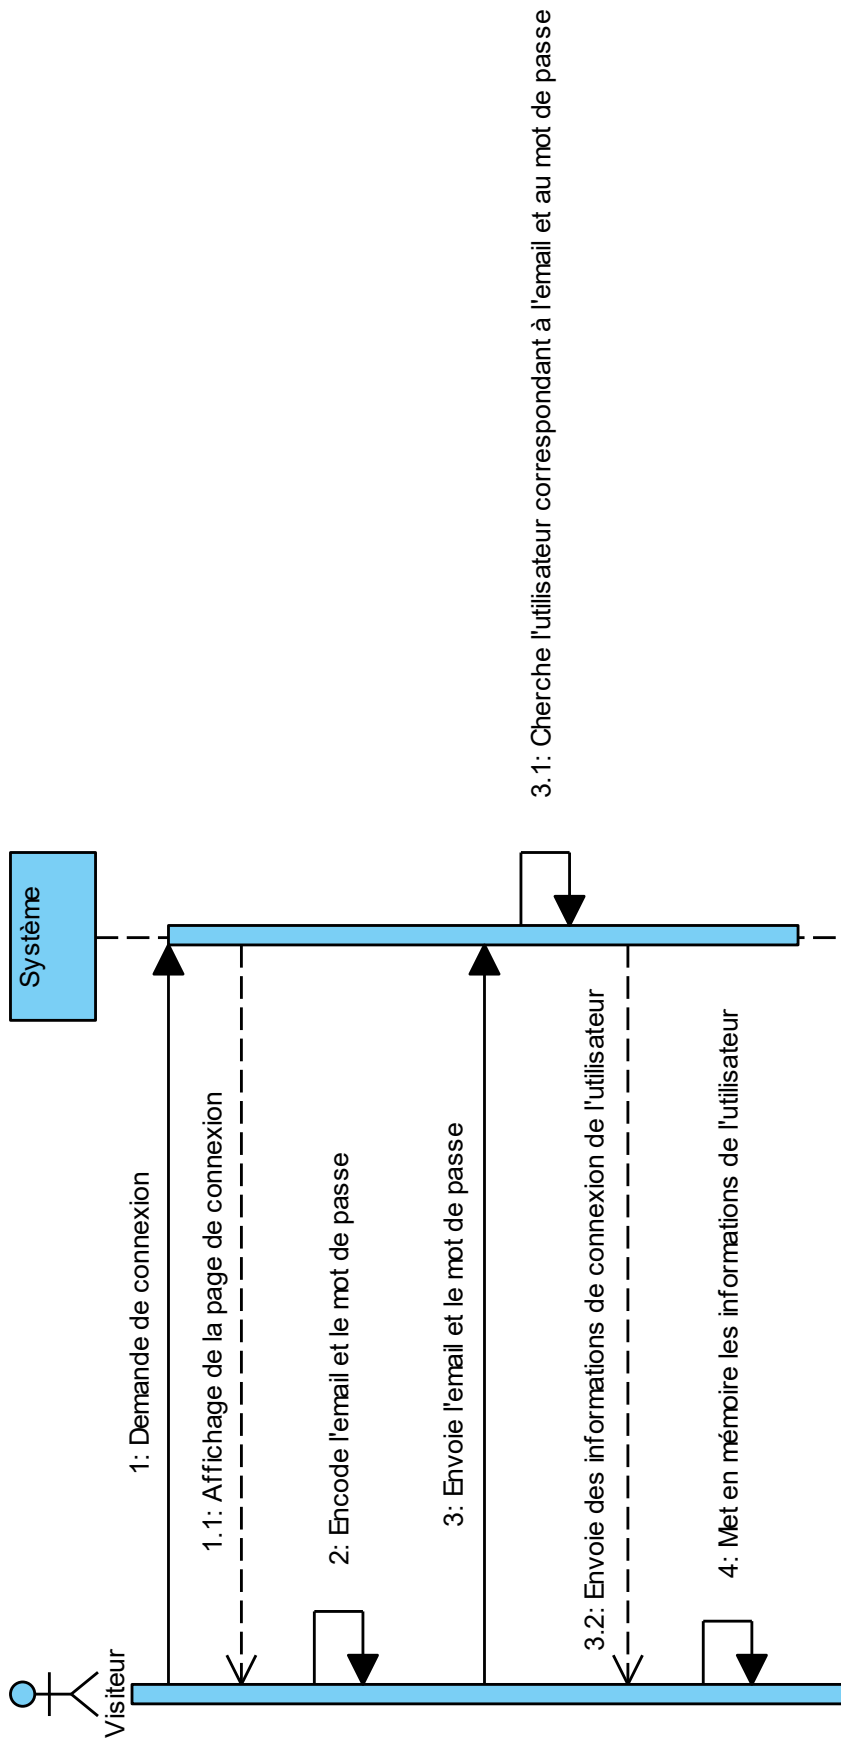 Visiteur
Système
1: Demande de connexion
1.1: Affichage de la page de connexion
2: Encode l'email et le mot de passe
3: Envoie l'email et le mot de passe
3.1: Cherche l'utilisateur correspondant à l'email et au mot de passe
3.2: Envoie des informations de connexion de l'utilisateur
4: Met en mémoire les informations de l'utilisateur